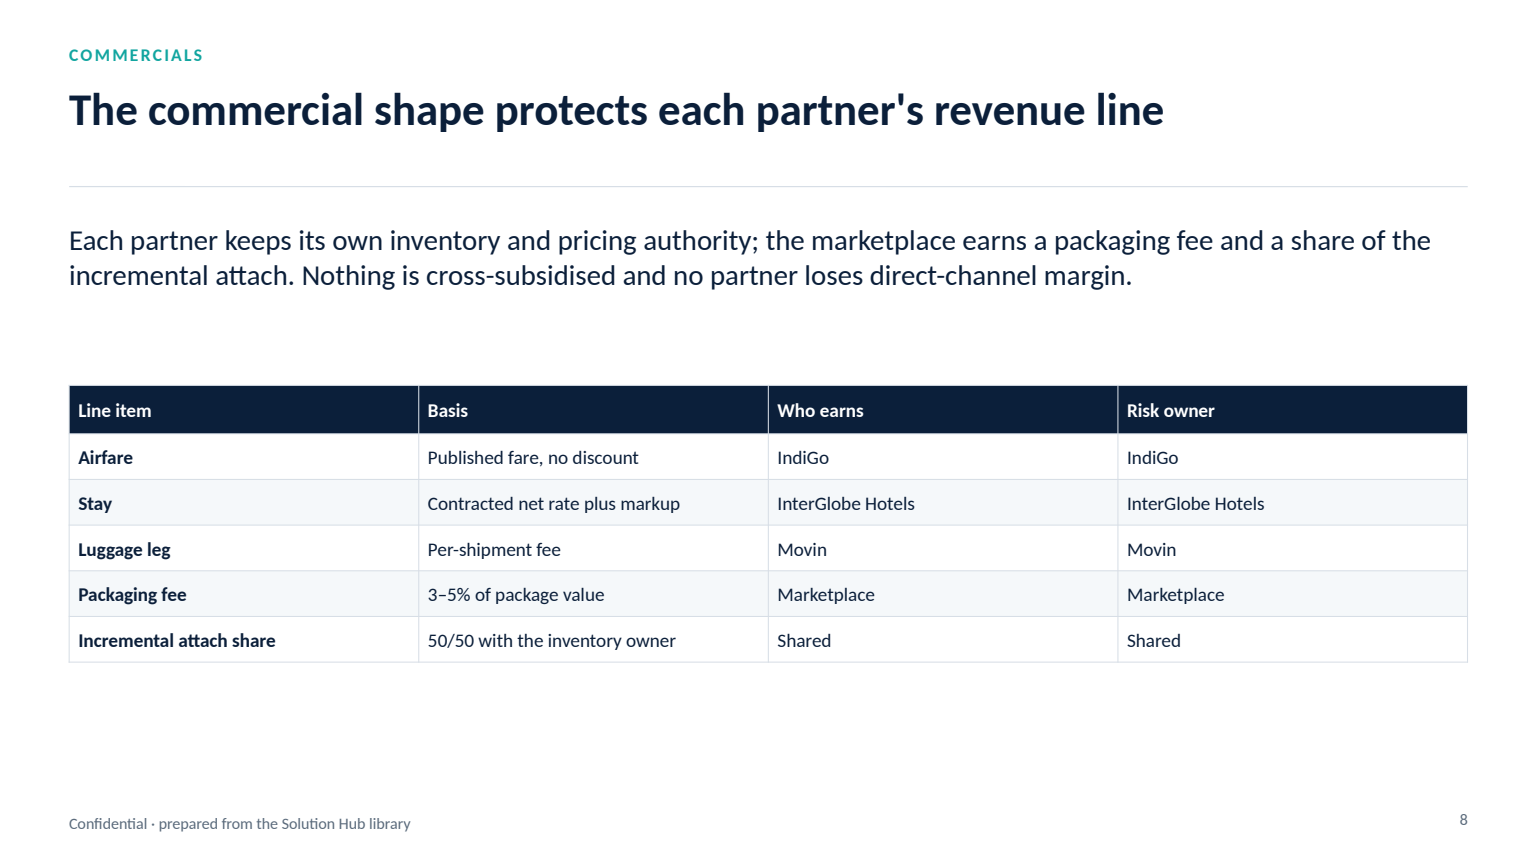 COMMERCIALS
The commercial shape protects each partner's revenue line
Each partner keeps its own inventory and pricing authority; the marketplace earns a packaging fee and a share of the
incremental attach. Nothing is cross-subsidised and no partner loses direct-channel margin.
Line item Basis Who earns Risk owner
Airfare Published fare, no discount IndiGo IndiGo
Stay Contracted net rate plus markup InterGlobe Hotels InterGlobe Hotels
Luggage leg Per-shipment fee Movin Movin
Packaging fee 3–5% of package value Marketplace Marketplace
Incremental attach share 50/50 with the inventory owner Shared Shared
Confidential · prepared from the Solution Hub library
8